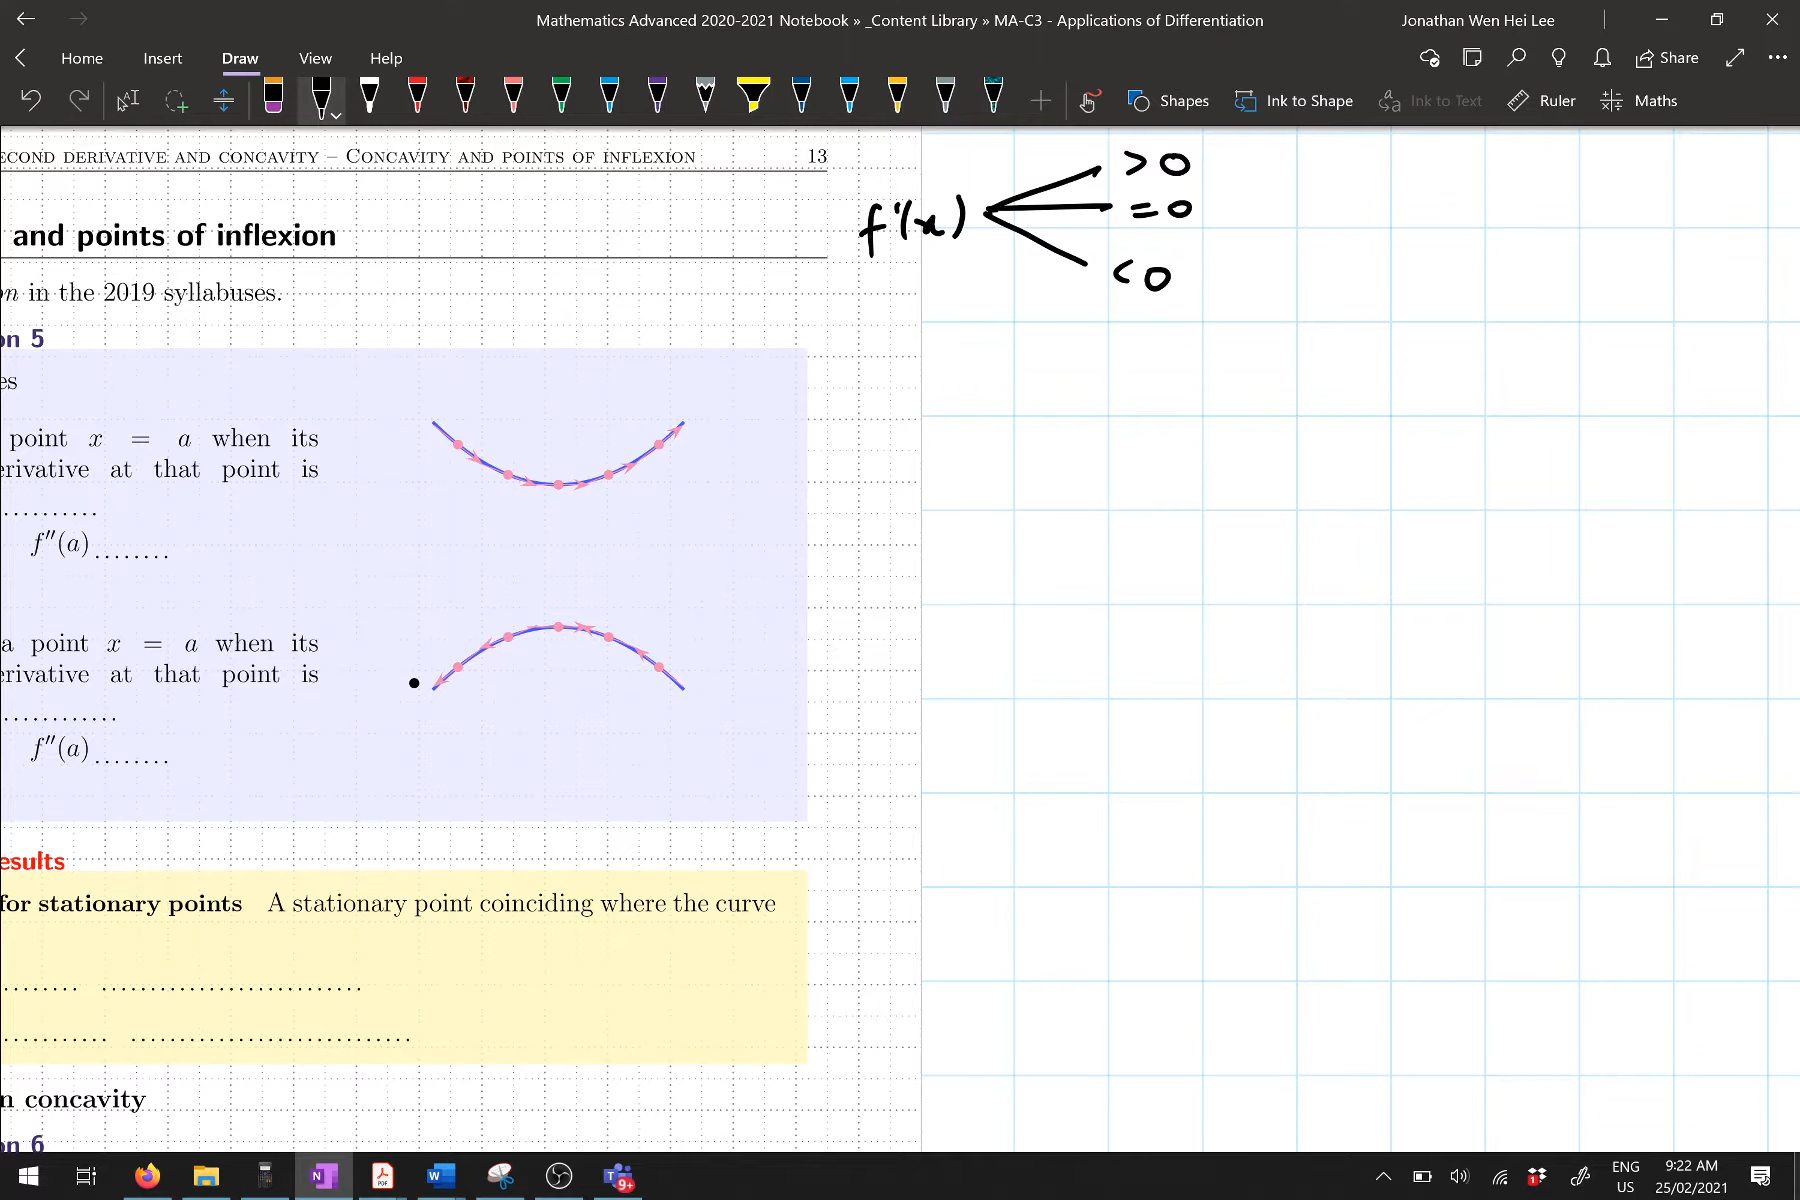 Mathematics Advanced 2020-2021 Notebook » _Content Library » MA-C3 - Applications of Differentiation
Jonathan Wen Hei Lee
Home Insert Draw View Help
Share
Shapes Ink to Shape Ink to Text Ruler Maths
ECOND DERIVATIVE AND CONCAVITY – CONCAVITY AND POINTS OF INFLEXION 13
and points of inflexion
on in the 2019 syllabuses.
on 5
es
point x = a when its
erivative at that point is
..........
f''(a) ........
a point x = a when its
erivative at that point is
............
f''(a) ........
esults
for stationary points A stationary point coinciding where the curve
........ ..........................
........... ............................
n concavity
on 6
f'(x)
> 0
= 0
< 0
9+
ENG
US
9:22 AM
25/02/2021